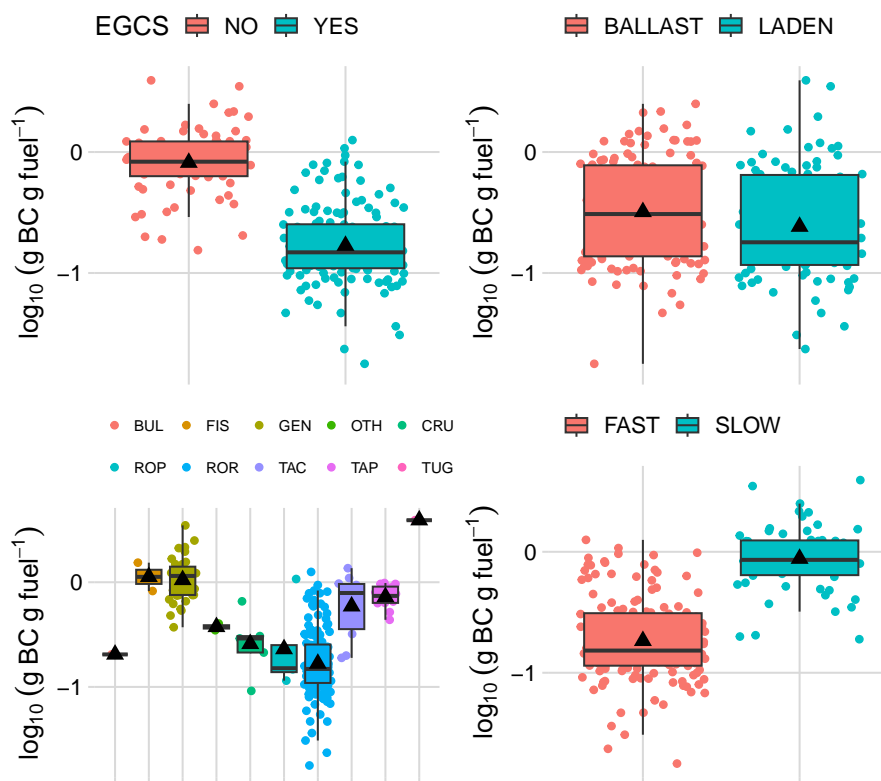 EGCS NO YES
log₁₀ (g BC g fuel⁻¹)
0
−1
BALLAST LADEN
log₁₀ (g BC g fuel⁻¹)
0
−1
BUL FIS GEN OTH CRU
ROP ROR TAC TAP TUG
log₁₀ (g BC g fuel⁻¹)
0
−1
FAST SLOW
log₁₀ (g BC g fuel⁻¹)
0
−1